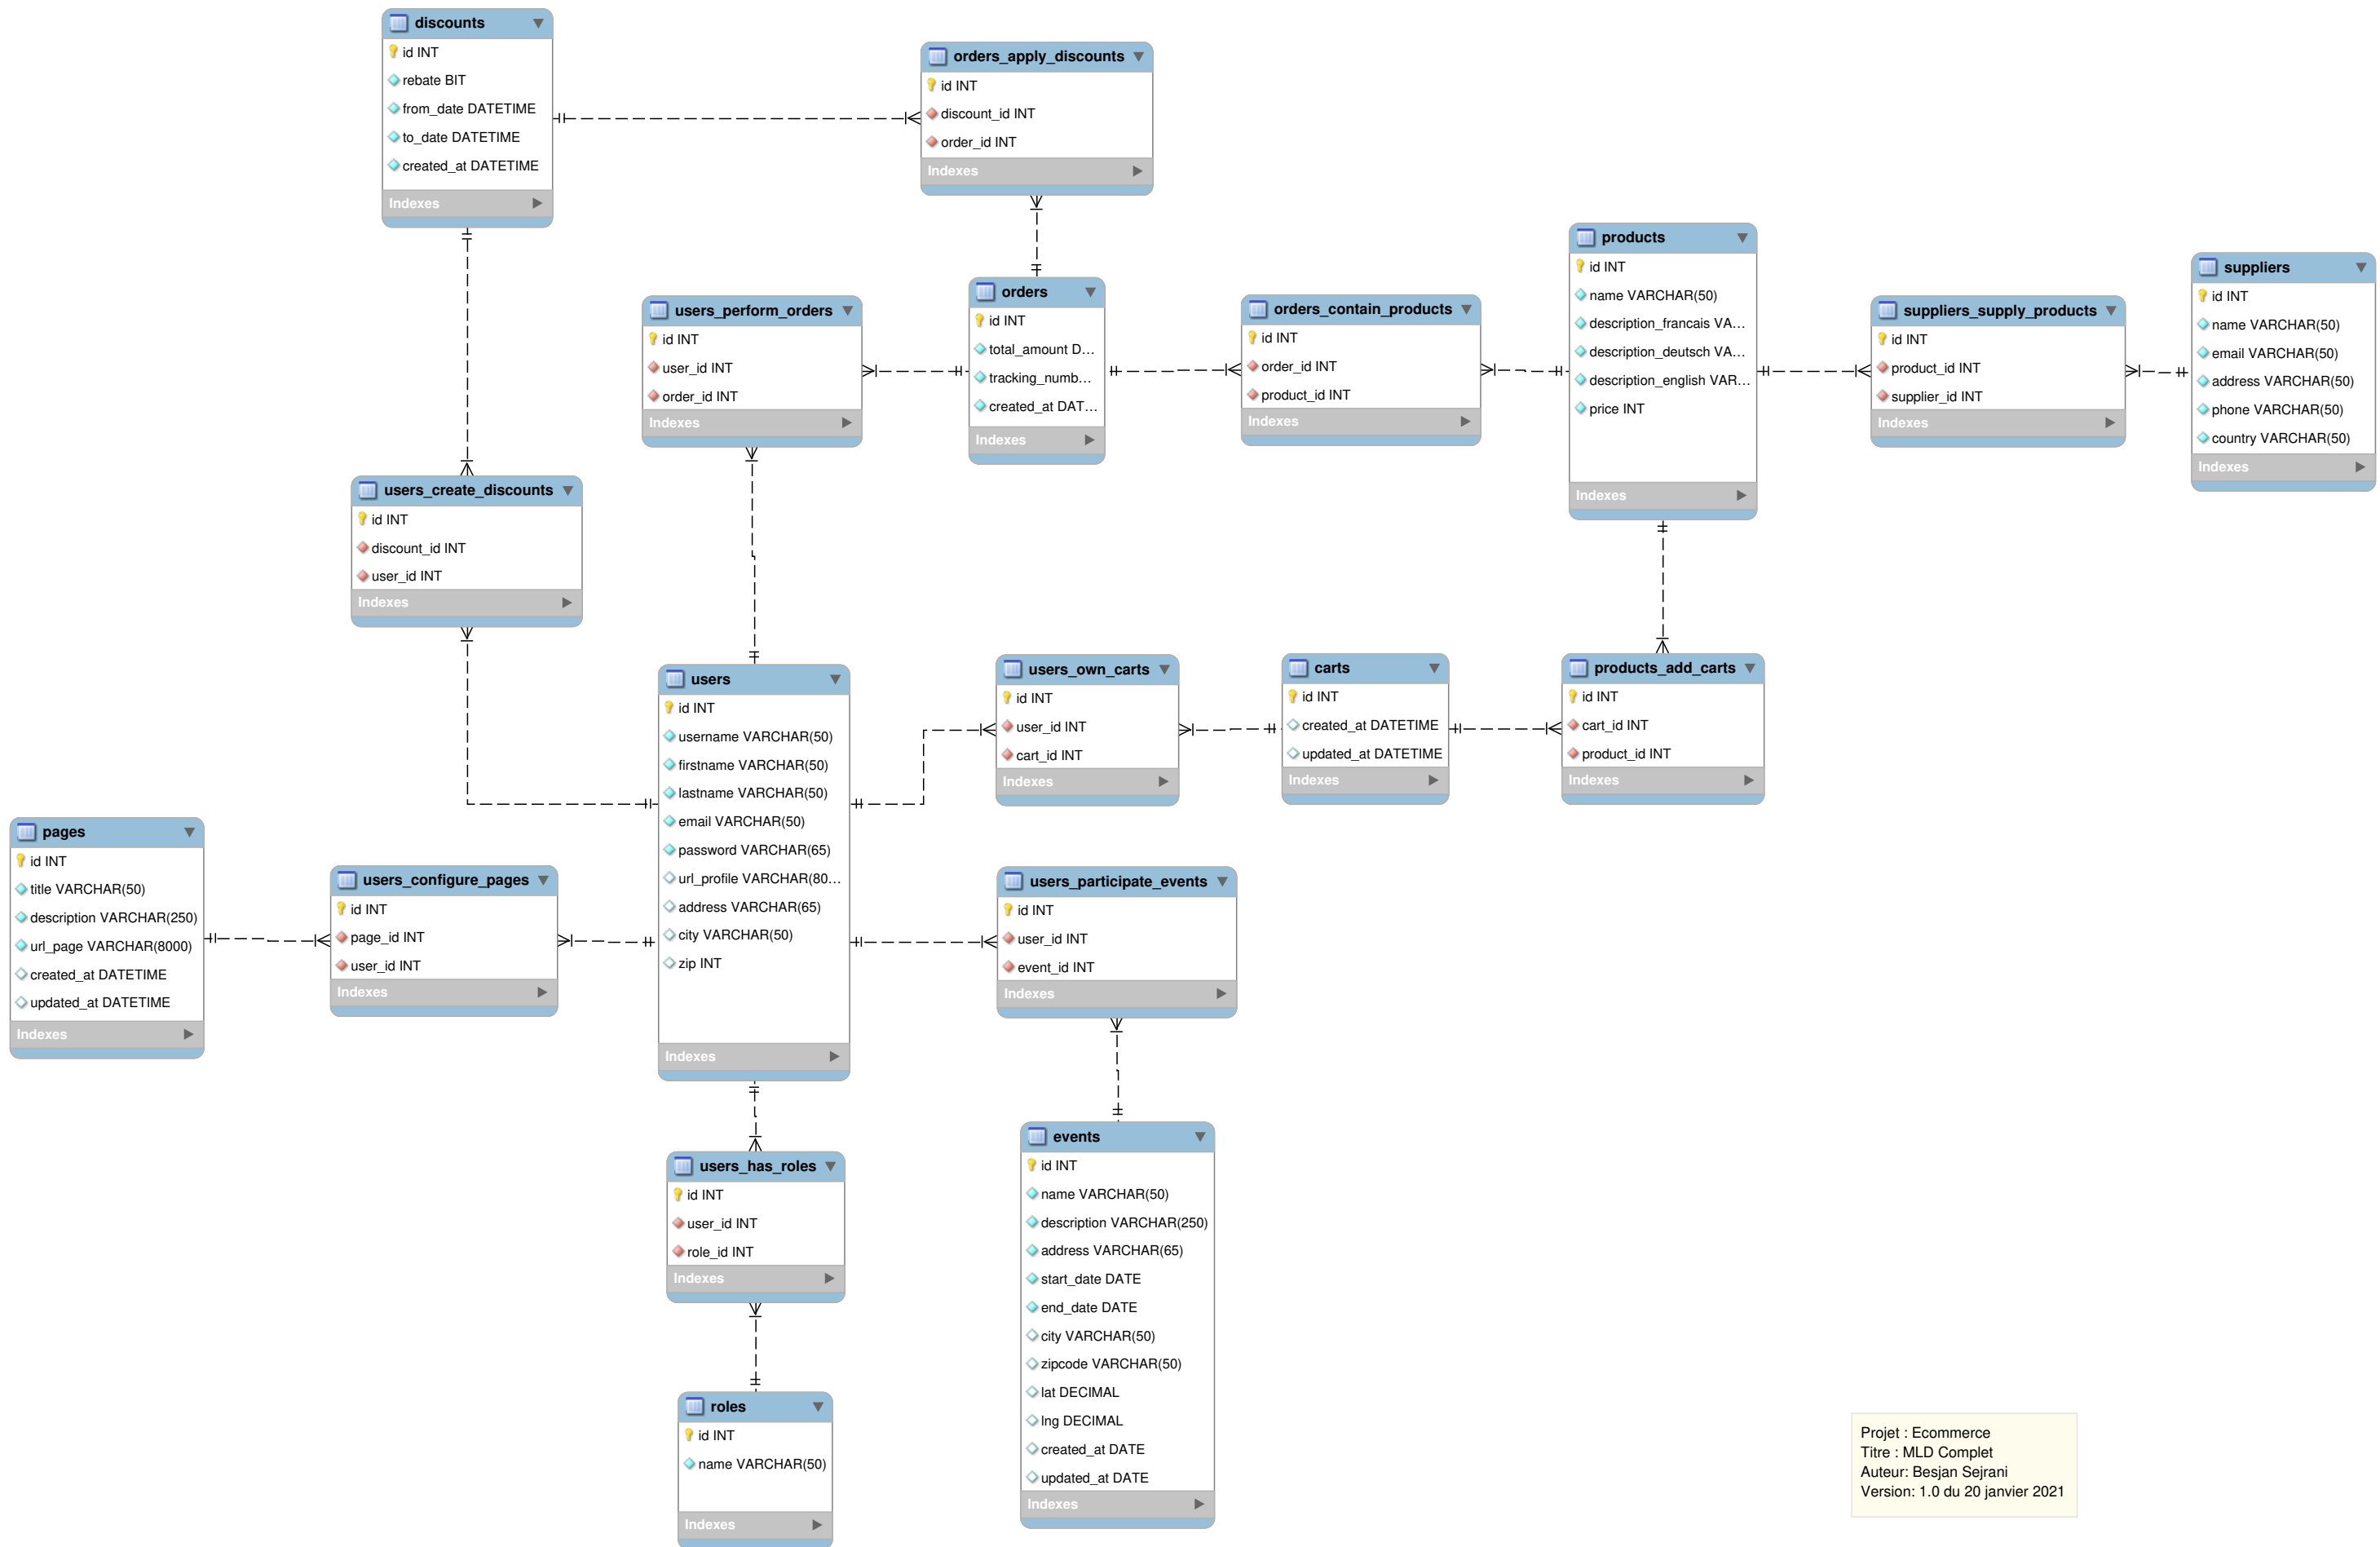 discounts
id INT
rebate BIT
from_date DATETIME
to_date DATETIME
created_at DATETIME
Indexes
orders_apply_discounts
id INT
discount_id INT
order_id INT
Indexes
products
id INT
name VARCHAR(50)
description_francais VA...
description_deutsch VA...
description_english VAR...
price INT
Indexes
suppliers
id INT
name VARCHAR(50)
email VARCHAR(50)
address VARCHAR(50)
phone VARCHAR(50)
country VARCHAR(50)
Indexes
users_perform_orders
id INT
user_id INT
order_id INT
Indexes
orders
id INT
total_amount D...
tracking_numb...
created_at DAT...
Indexes
orders_contain_products
id INT
order_id INT
product_id INT
Indexes
suppliers_supply_products
id INT
product_id INT
supplier_id INT
Indexes
users_create_discounts
id INT
discount_id INT
user_id INT
Indexes
users
id INT
username VARCHAR(50)
firstname VARCHAR(50)
lastname VARCHAR(50)
email VARCHAR(50)
password VARCHAR(65)
url_profile VARCHAR(80...
address VARCHAR(65)
city VARCHAR(50)
zip INT
Indexes
users_own_carts
id INT
user_id INT
cart_id INT
Indexes
carts
id INT
created_at DATETIME
updated_at DATETIME
Indexes
products_add_carts
id INT
cart_id INT
product_id INT
Indexes
pages
id INT
title VARCHAR(50)
description VARCHAR(250)
url_page VARCHAR(8000)
created_at DATETIME
updated_at DATETIME
Indexes
users_configure_pages
id INT
page_id INT
user_id INT
Indexes
users_participate_events
id INT
user_id INT
event_id INT
Indexes
users_has_roles
id INT
user_id INT
role_id INT
Indexes
events
id INT
name VARCHAR(50)
description VARCHAR(250)
address VARCHAR(65)
start_date DATE
end_date DATE
city VARCHAR(50)
zipcode VARCHAR(50)
lat DECIMAL
lng DECIMAL
created_at DATE
updated_at DATE
Indexes
roles
id INT
name VARCHAR(50)
Indexes
Projet : Ecommerce
Titre : MLD Complet
Auteur: Besjan Sejrani
Version: 1.0 du 20 janvier 2021